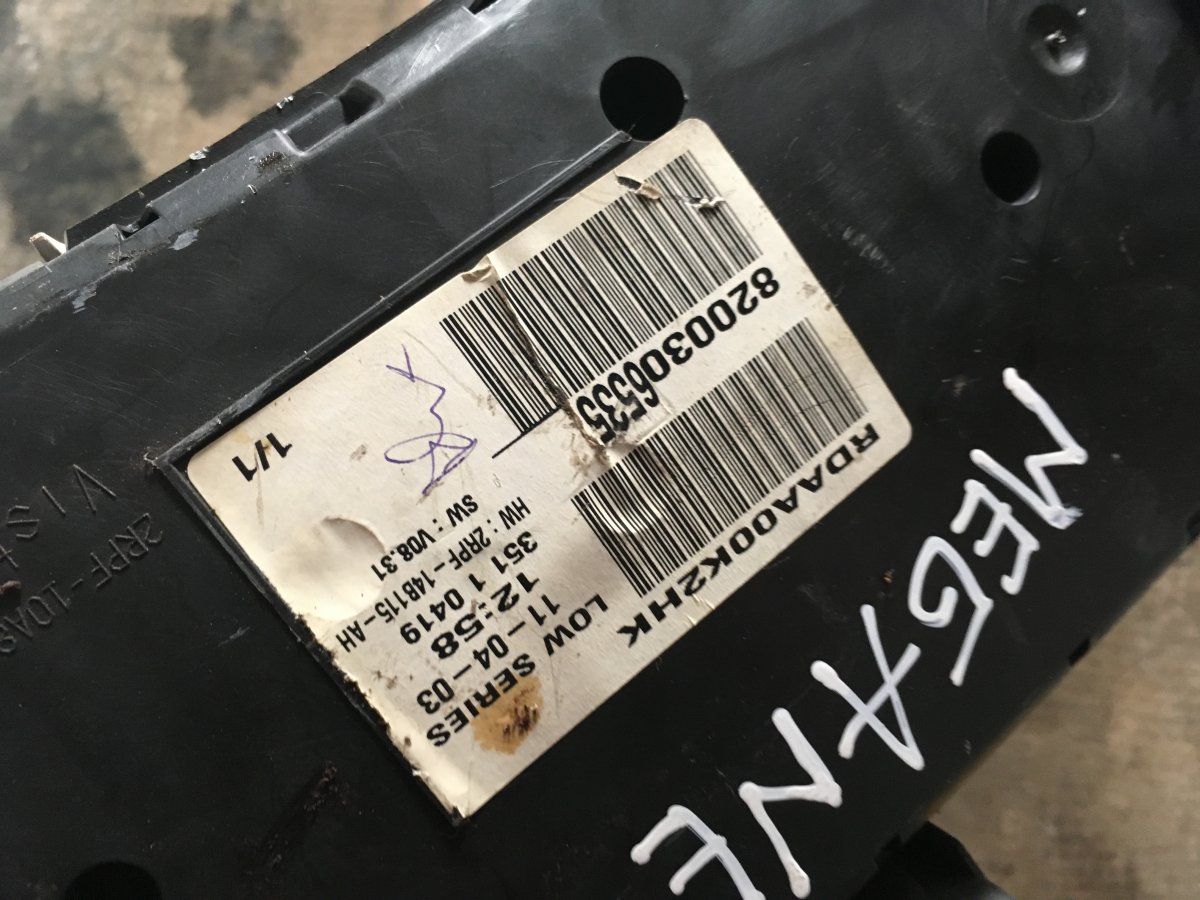 8200306535
RDAA00K2HK
LOW SERIES
11-04-03
12:58
351 1 0419
HW : 2RPF-14B115-AH
SW : V08.31
1/1
MEGANE